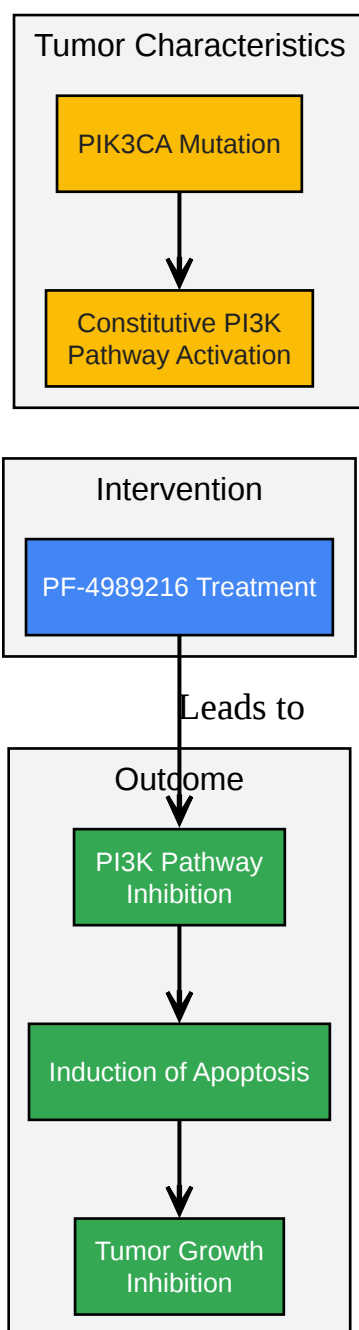 Tumor Characteristics
PIK3CA Mutation
Constitutive PI3K
Pathway Activation
Intervention
PF-4989216 Treatment
Leads to
Outcome
PI3K Pathway
Inhibition
Induction of Apoptosis
Tumor Growth
Inhibition